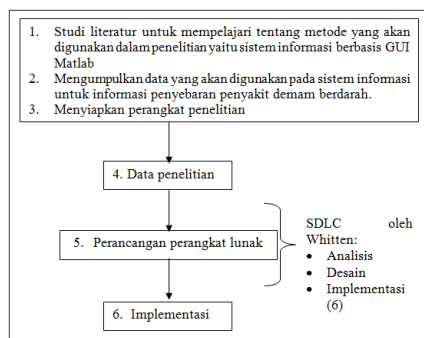 1. Studi literatur untuk mempelajari tentang metode yang akan
digunakan dalam penelitian yaitu sistem informasi berbasis GUI
Matlab
2. Mengumpulkan data yang akan digunakan pada sistem informasi
untuk informasi penyebaran penyakit demam berdarah.
3. Menyiapkan perangkat penelitian
4. Data penelitian
5. Perancangan perangkat lunak
SDLC oleh
Whitten:
• Analisis
• Desain
• Implementasi
(6)
6. Implementasi